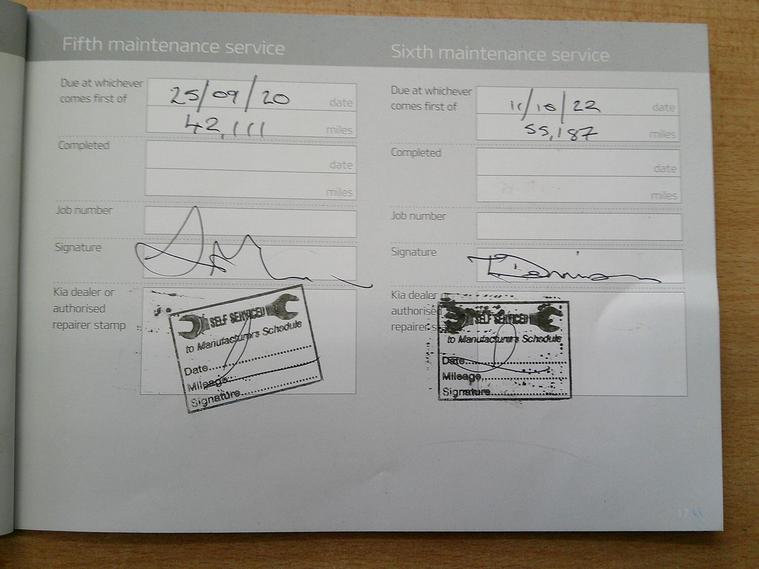 Fifth maintenance service
Due at whichever
comes first of
25/09/20 date
42,111 miles
Completed
date
miles
Job number
Signature
Kia dealer or
authorised
repairer stamp
SELF SERVICED
to Manufacturers Schedule
Date
Mileage
Signature
Sixth maintenance service
Due at whichever
comes first of
11/10/22 date
55,187 miles
Completed
date
miles
Job number
Signature
Kia dealer
authorised
repairer
SELF SERVICED
to Manufacturers Schedule
Date
Mileage
Signature